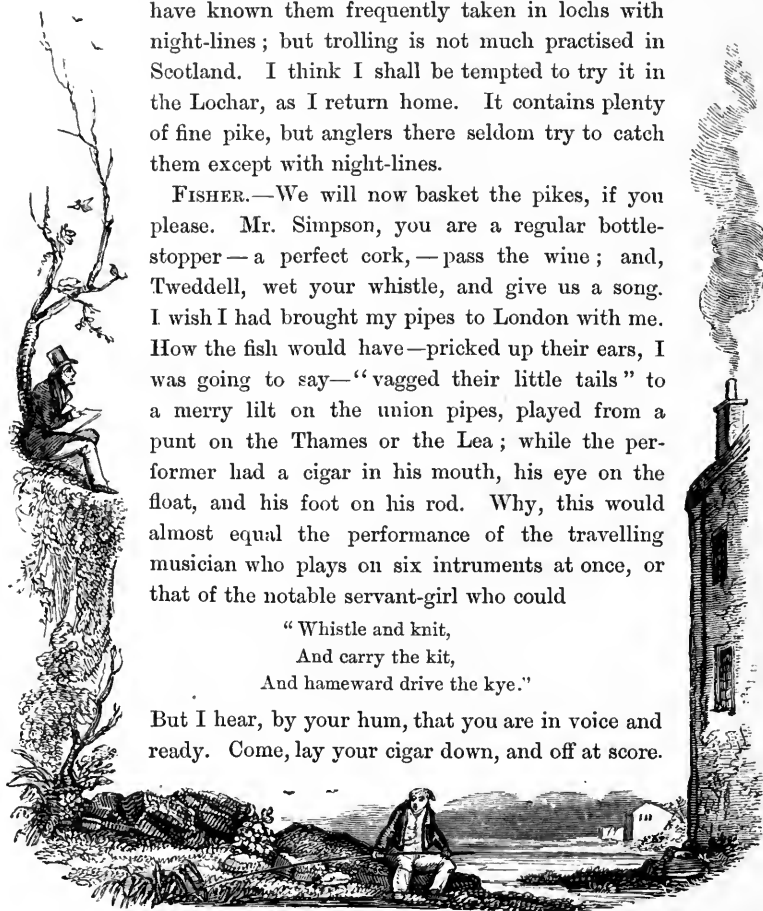 have known them frequently taken in lochs with
night-lines; but trolling is not much practised in
Scotland. I think I shall be tempted to try it in
the Lochar, as I return home. It contains plenty
of fine pike, but anglers there seldom try to catch
them except with night-lines.
FISHER.—We will now basket the pikes, if you
please. Mr. Simpson, you are a regular bottle-
stopper—a perfect cork,—pass the wine; and,
Tweddell, wet your whistle, and give us a song.
I wish I had brought my pipes to London with me.
How the fish would have—pricked up their ears, I
was going to say—"vagged their little tails" to
a merry lilt on the union pipes, played from a
punt on the Thames or the Lea; while the per-
former had a cigar in his mouth, his eye on the
float, and his foot on his rod. Why, this would
almost equal the performance of the travelling
musician who plays on six intruments at once, or
that of the notable servant-girl who could
"Whistle and knit,
And carry the kit,
And hameward drive the kye."
But I hear, by your hum, that you are in voice and
ready. Come, lay your cigar down, and off at score.